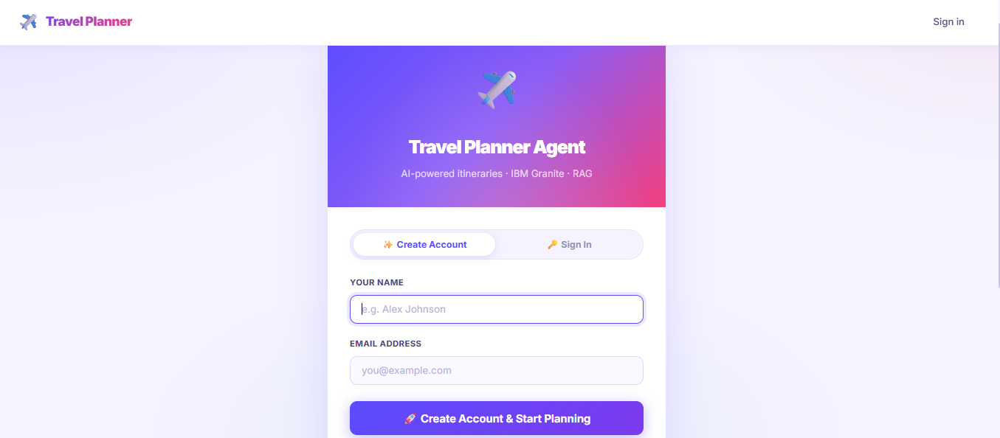 Travel Planner
Sign in
Travel Planner Agent
AI-powered itineraries · IBM Granite · RAG
Create Account
Sign In
YOUR NAME
e.g. Alex Johnson
EMAIL ADDRESS
you@example.com
Create Account & Start Planning